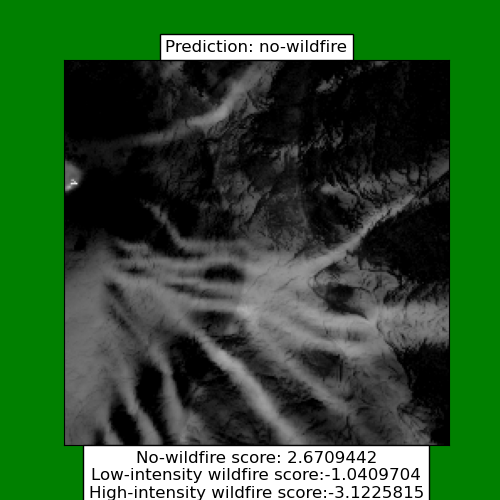 Prediction: no-wildfire
No-wildfire score: 2.6709442
Low-intensity wildfire score:-1.0409704
High-intensity wildfire score:-3.1225815